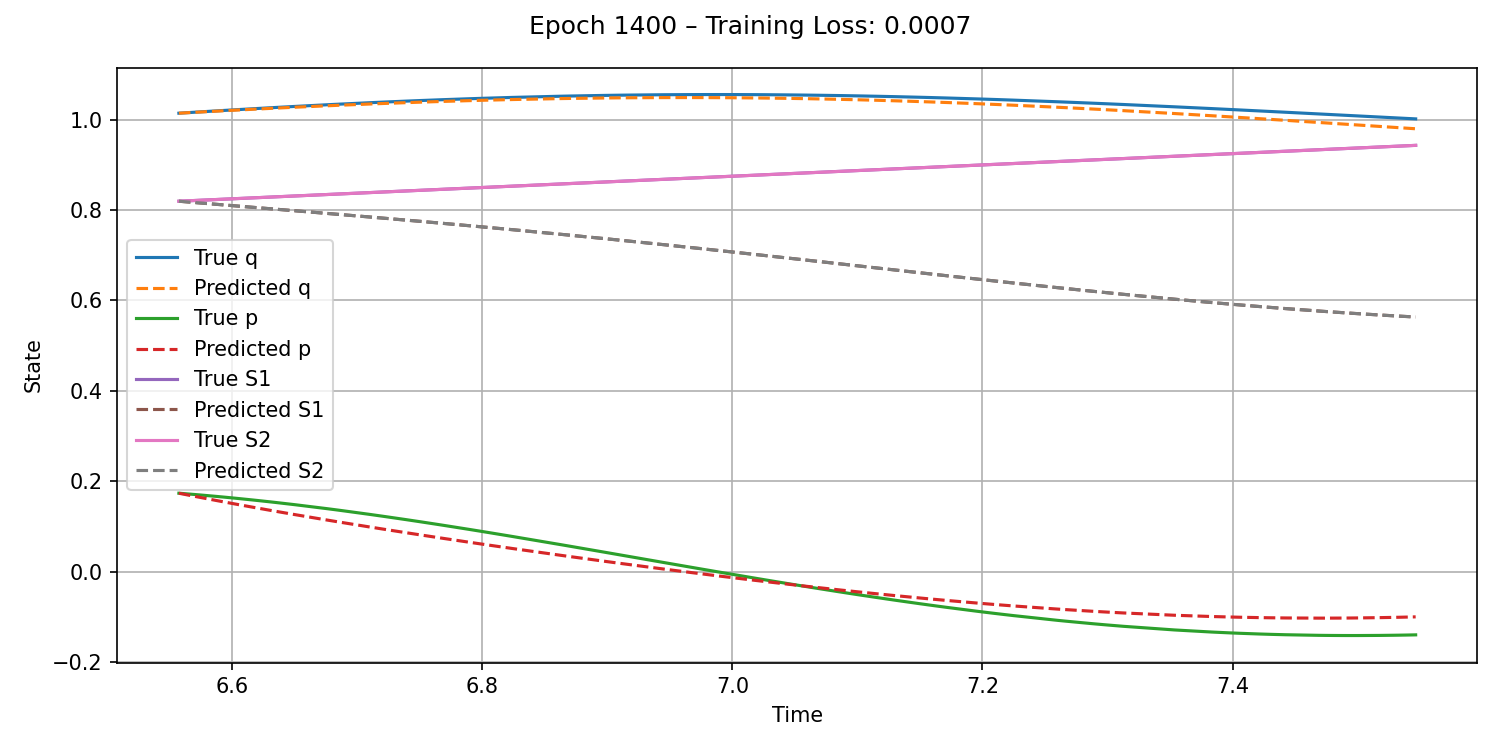 Epoch 1400 – Training Loss: 0.0007
1.0
0.8
0.6
0.4
0.2
0.0
−0.2
State
True q
Predicted q
True p
Predicted p
True S1
Predicted S1
True S2
Predicted S2
6.6 6.8 7.0 7.2 7.4
Time